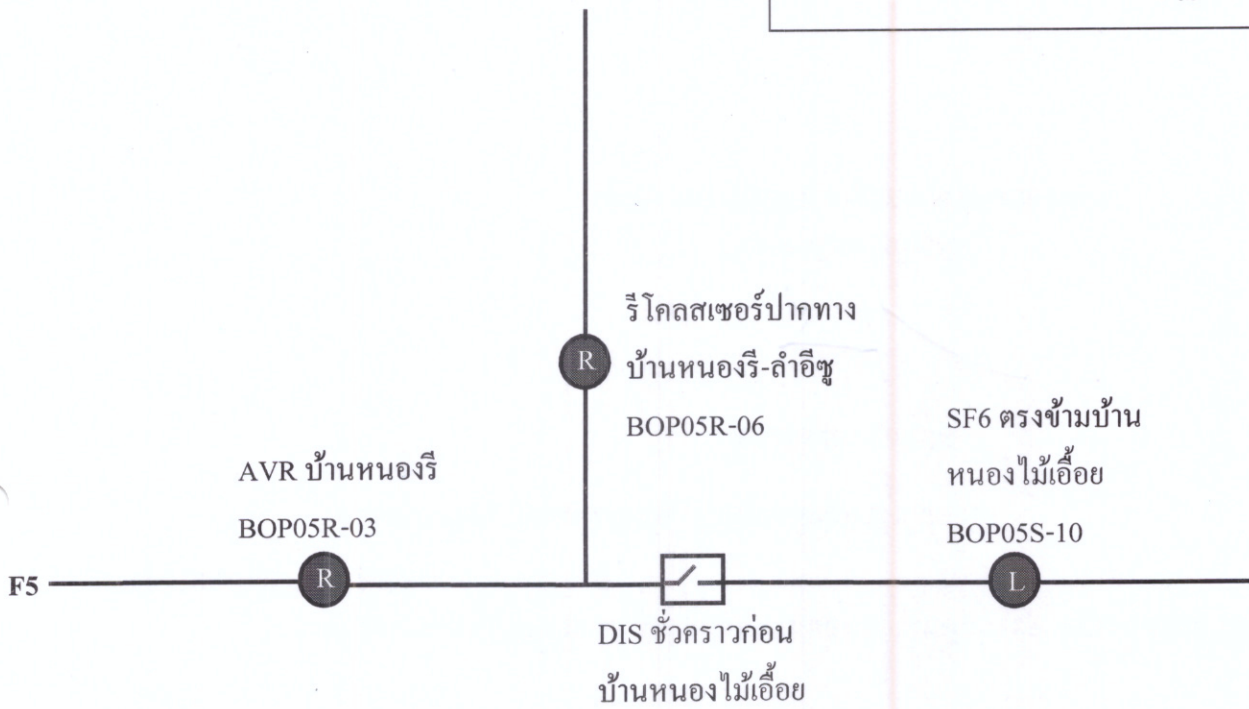 รีโคลสเซอร์ปากทาง
บ้านหนองรี-ลำอีซู
BOP05R-06
R
SF6 ตรงข้ามบ้าน
หนองไม้เอื้อย
BOP05S-10
AVR บ้านหนองรี
BOP05R-03
F5
R
L
DIS ชั่วคราวก่อน
บ้านหนองไม้เอื้อย